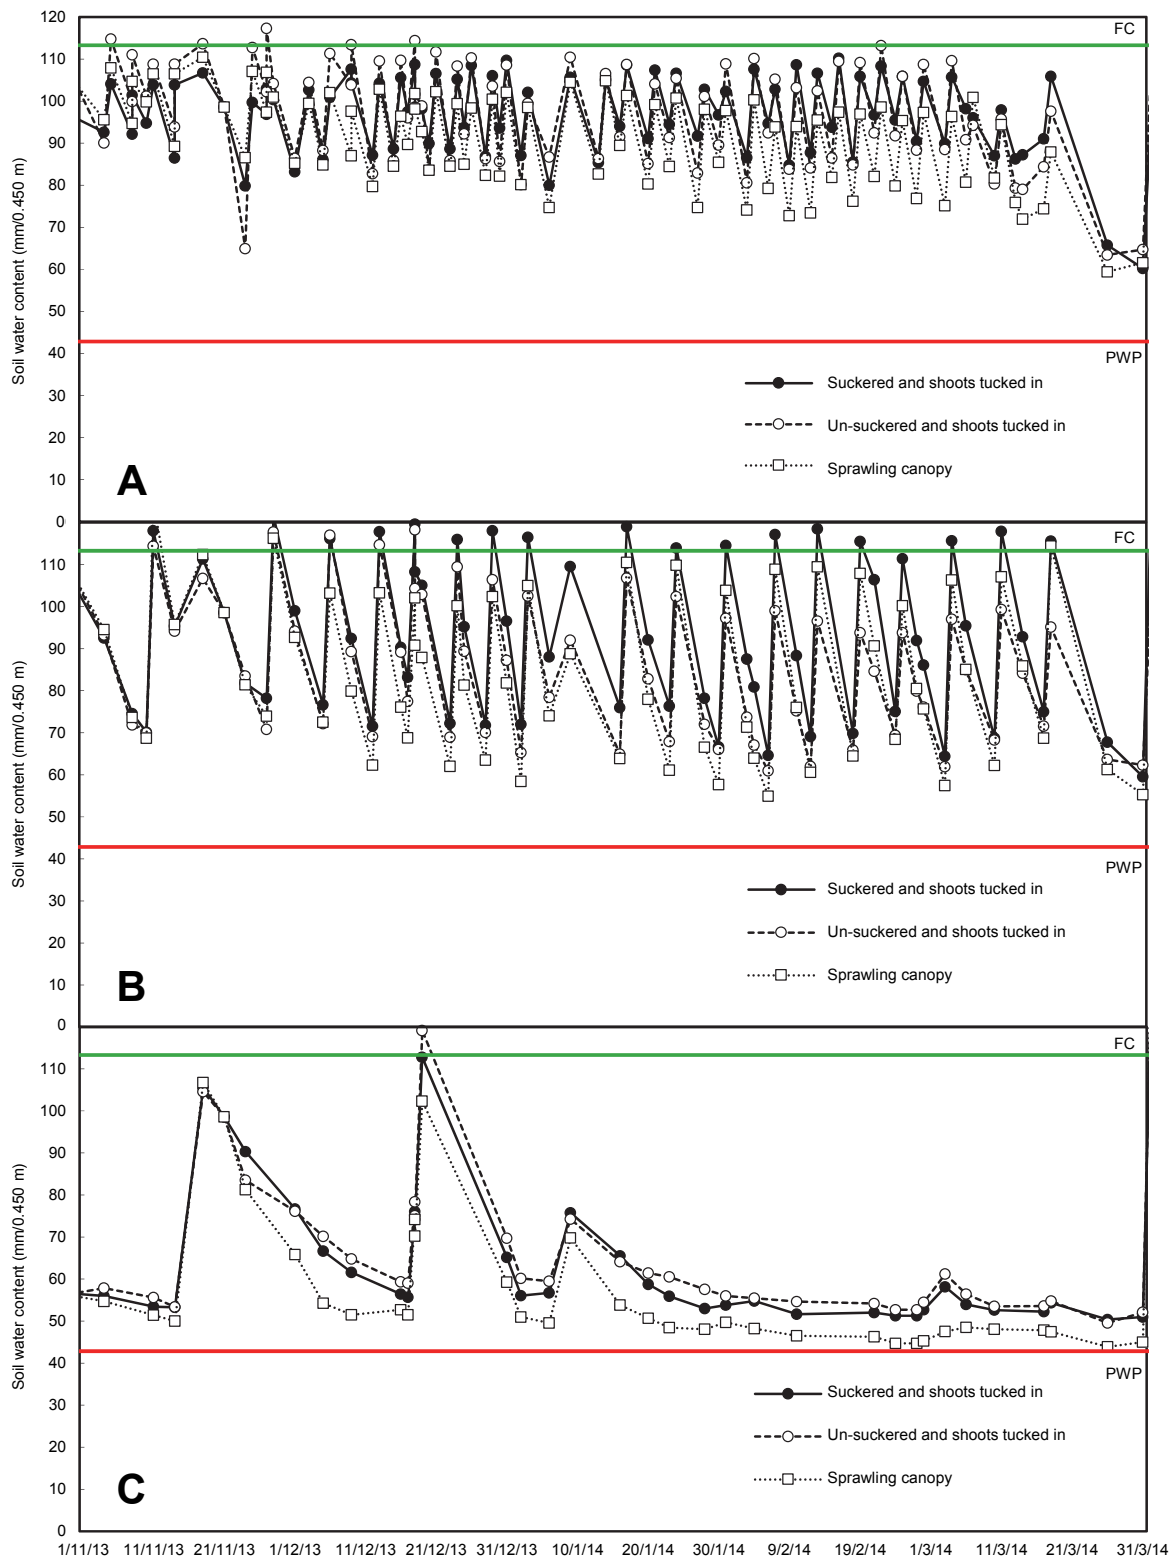 120
FC
110
100
90
80
70
60
50
40
PWP
30
Suckered and shoots tucked in
20
Un-suckered and shoots tucked in
10
Sprawling canopy
A
0
Soil water content (mm/0.450 m)
FC
110
100
90
80
70
60
50
40
PWP
30
Suckered and shoots tucked in
20
Un-suckered and shoots tucked in
10
Sprawling canopy
B
0
Soil water content (mm/0.450 m)
FC
110
100
90
80
70
60
50
40
PWP
30
Suckered and shoots tucked in
20
Un-suckered and shoots tucked in
10
Sprawling canopy
C
0
Soil water content (mm/0.450 m)
1/11/13 11/11/13 21/11/13 1/12/13 11/12/13 21/12/13 31/12/13 10/1/14 20/1/14 30/1/14 9/2/14 19/2/14 1/3/14 11/3/14 21/3/14 31/3/14